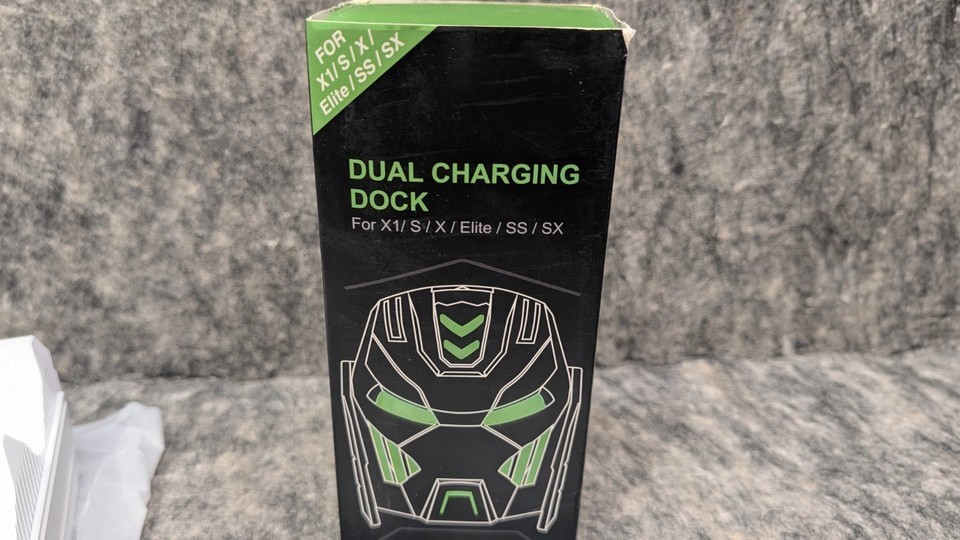 FOR
X1/ S / X /
Elite / SS / SX
DUAL CHARGING
DOCK
For X1/ S / X / Elite / SS / SX